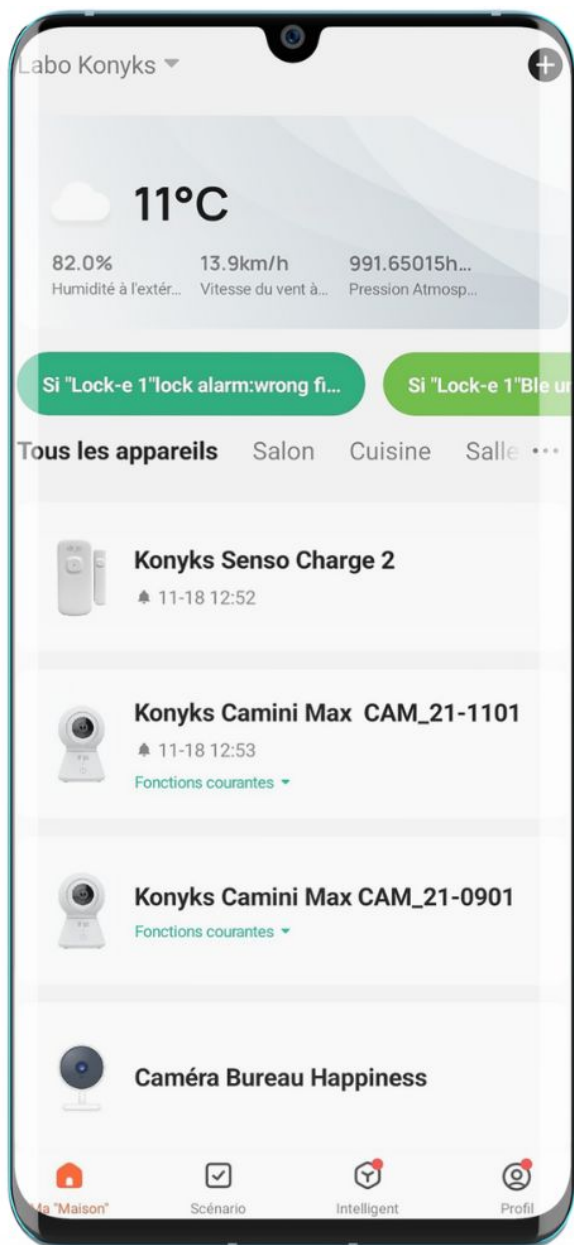 Labo Konyks
11°C
82.0% 13.9km/h 991.65015h...
Humidité à l'extér... Vitesse du vent à... Pression Atmosp...
Si "Lock-e 1"lock alarm:wrong fi... Si "Lock-e 1"Ble un
Tous les appareils Salon Cuisine Salle ...
Konyks Senso Charge 2
11-18 12:52
Konyks Camini Max CAM_21-1101
11-18 12:53
Fonctions courantes
Konyks Camini Max CAM_21-0901
Fonctions courantes
Caméra Bureau Happiness
Ma "Maison" Scénario Intelligent Profil